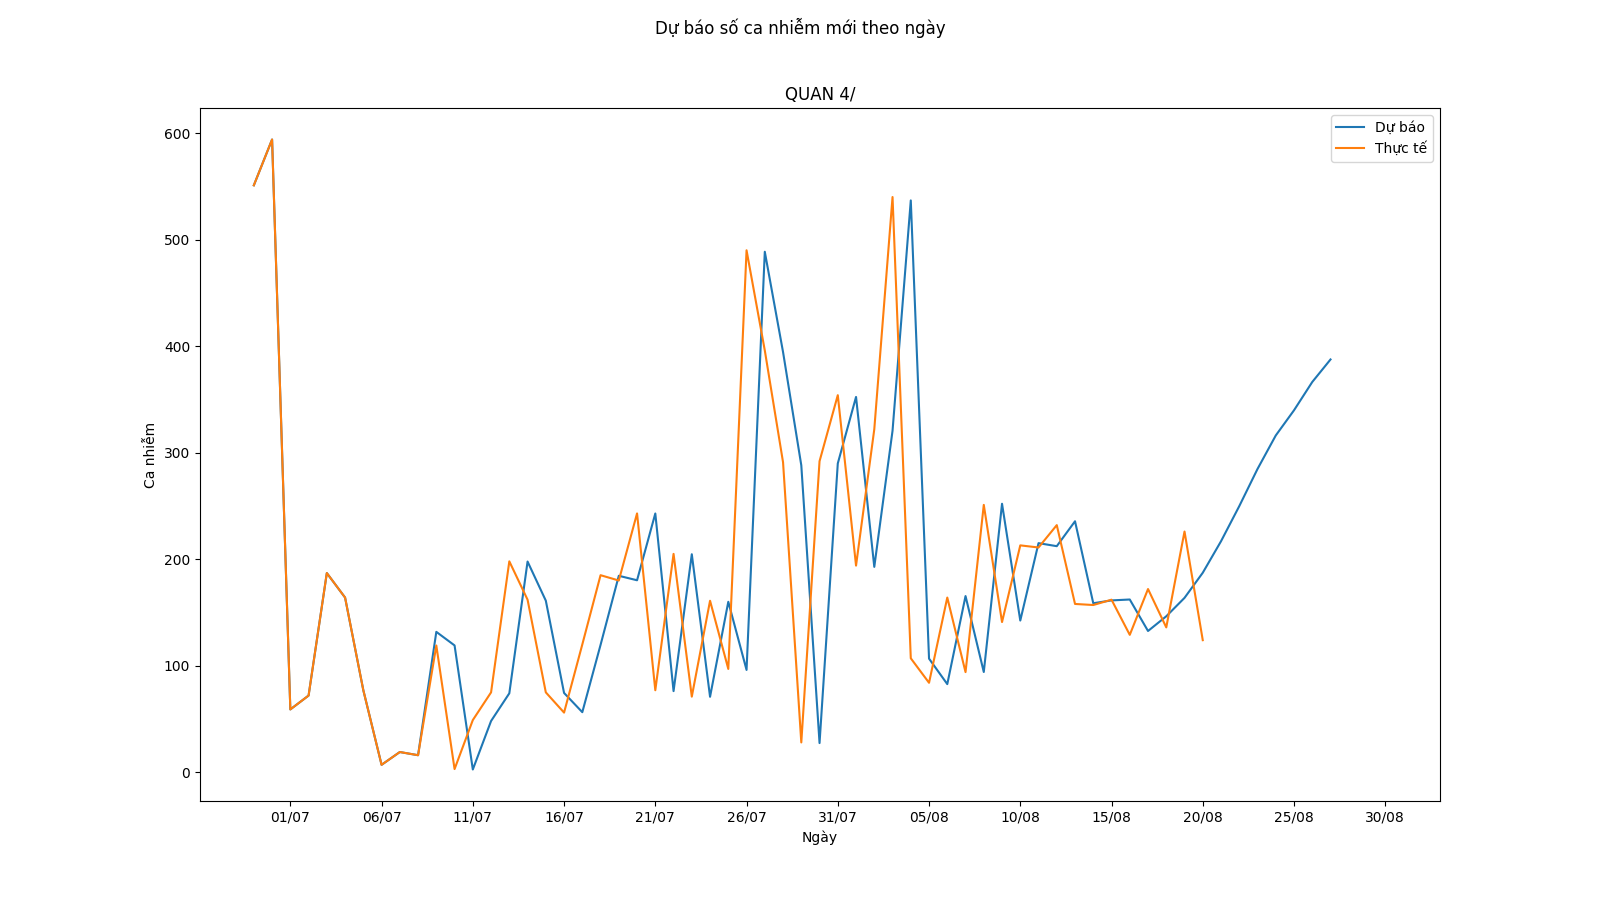 Dự báo số ca nhiễm mới theo ngày
QUAN 4/
Dự báo
Thực tế
600
500
400
300
200
100
0
Ca nhiễm
01/07 06/07 11/07 16/07 21/07 26/07 31/07 05/08 10/08 15/08 20/08 25/08 30/08
Ngày